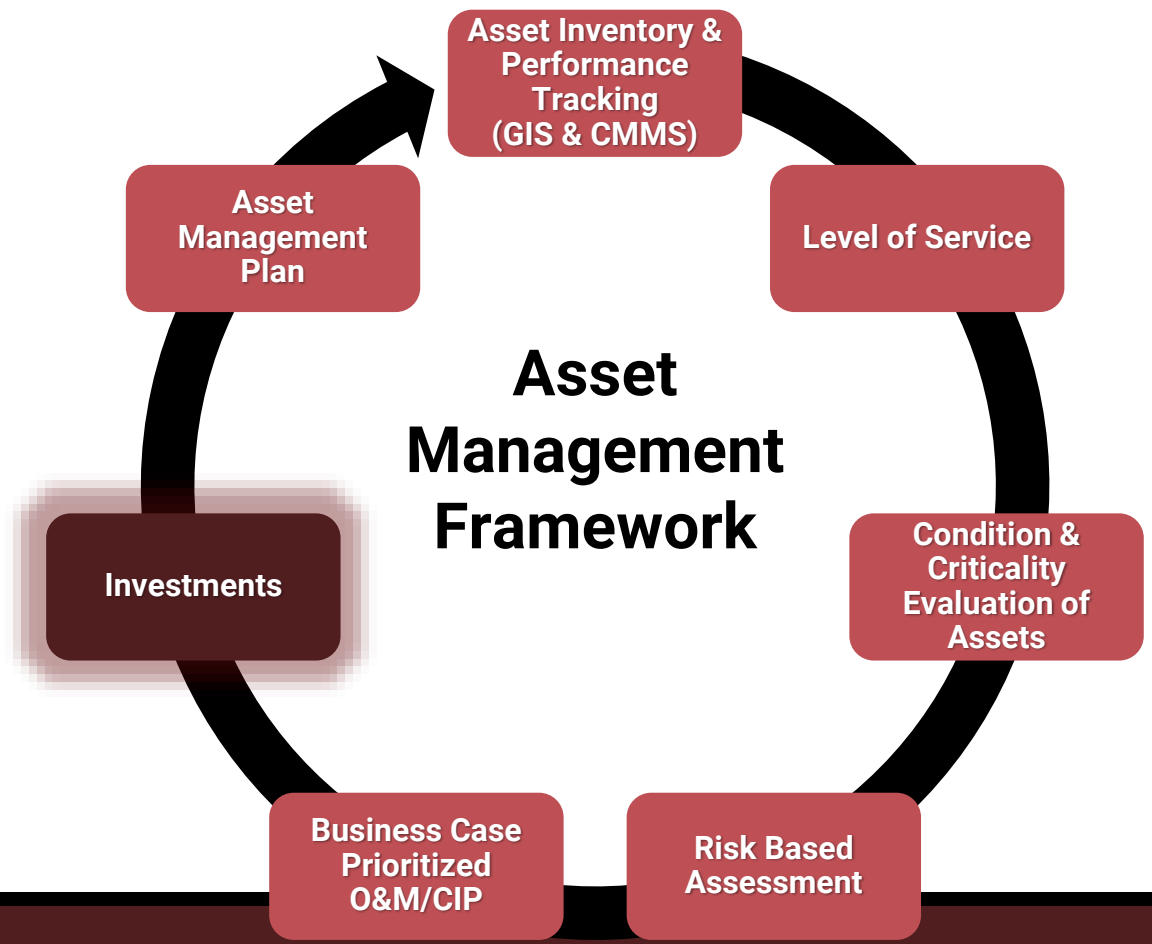 Asset Inventory &
Performance
Tracking
(GIS & CMMS)
Level of Service
Condition &
Criticality
Evaluation of
Assets
Risk Based
Assessment
Business Case
Prioritized
O&M/CIP
Investments
Asset
Management
Plan
Asset
Management
Framework